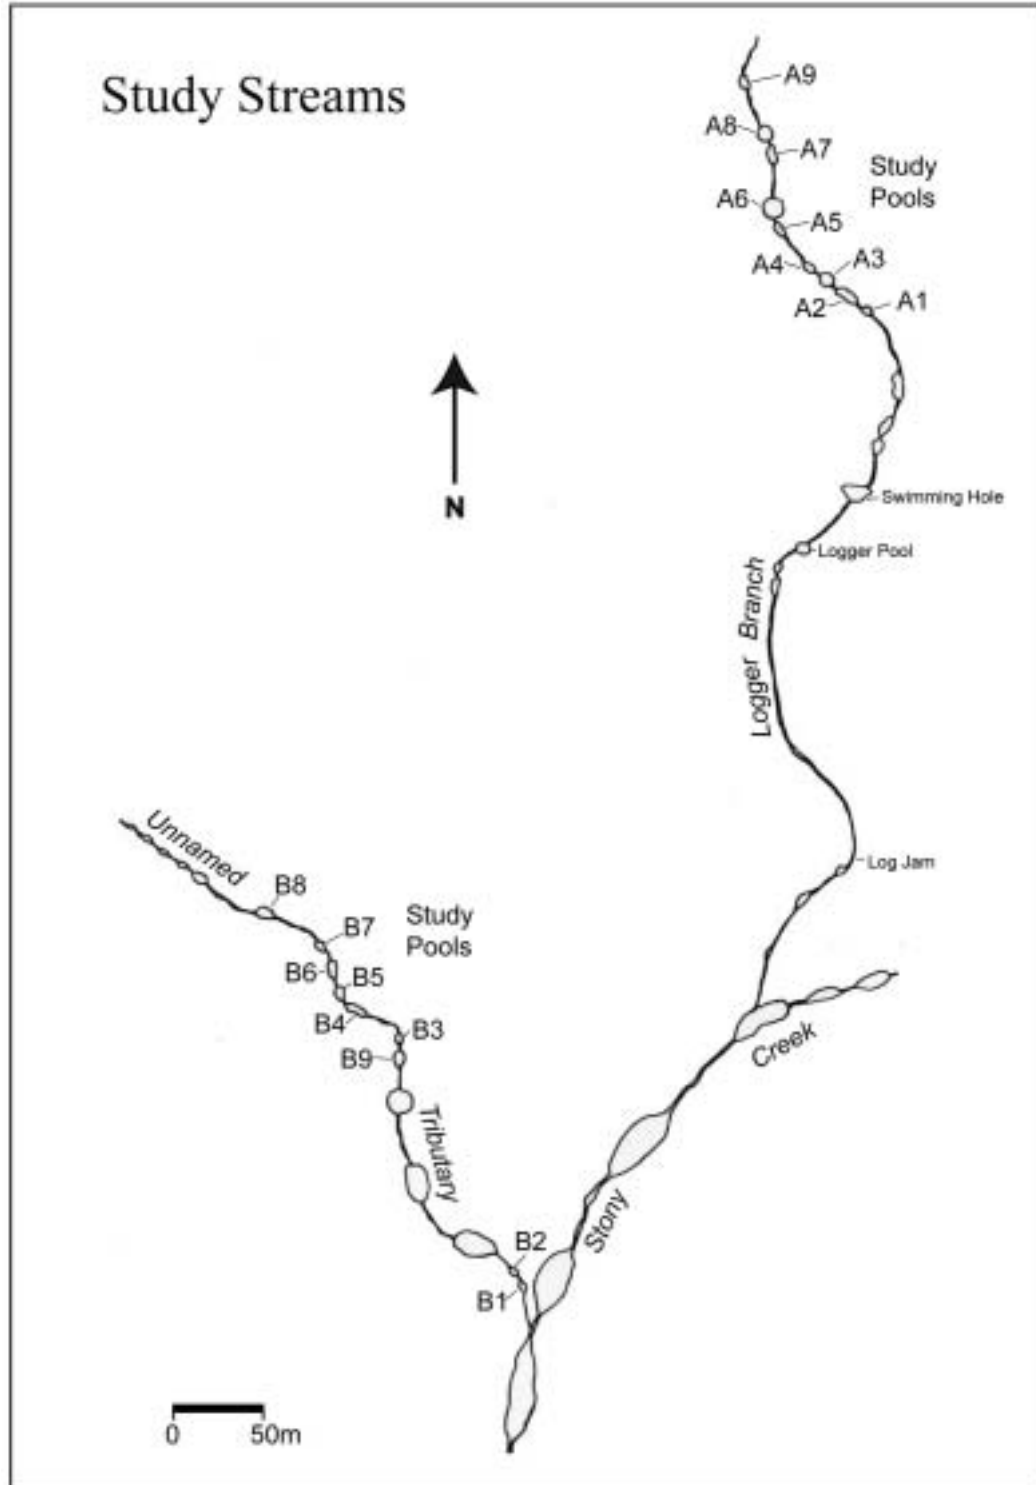 Study Streams
A9
A8
A7
Study
Pools
A6
A5
A4
A3
A2
A1
N
Swimming Hole
Logger Pool
Logger Branch
Log Jam
Unnamed
B8
Study
Pools
B7
B6
B5
B4
B3
B9
Creek
Tributary
Stony
B2
B1
0 50m